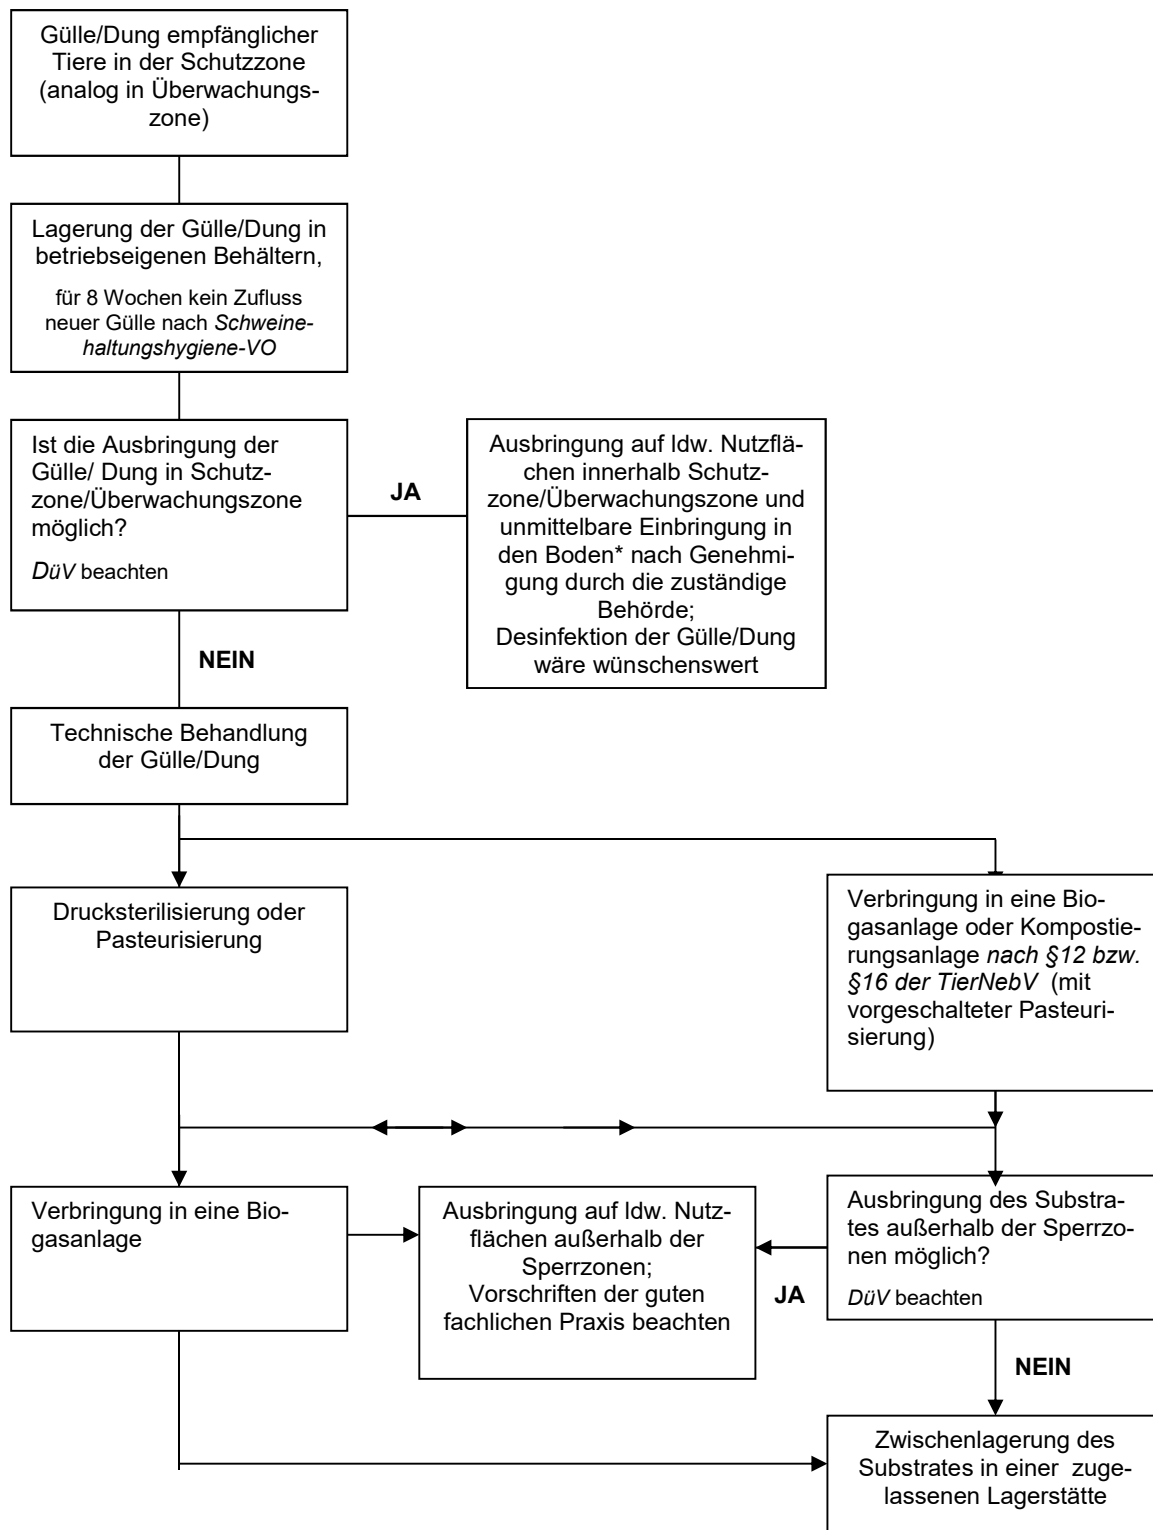 Gülle/Dung empfänglicher
Tiere in der Schutzzone
(analog in Überwachungs-
zone)
Lagerung der Gülle/Dung in
betriebseigenen Behältern,
für 8 Wochen kein Zufluss
neuer Gülle nach Schweine-
haltungshygiene-VO
Ist die Ausbringung der
Gülle/ Dung in Schutz-
zone/Überwachungszone
möglich?
DüV beachten
JA
Ausbringung auf ldw. Nutzflä-
chen innerhalb Schutz-
zone/Überwachungszone und
unmittelbare Einbringung in
den Boden* nach Genehmi-
gung durch die zuständige
Behörde;
Desinfektion der Gülle/Dung
wäre wünschenswert
NEIN
Technische Behandlung
der Gülle/Dung
Drucksterilisierung oder
Pasteurisierung
Verbringung in eine Bio-
gasanlage oder Kompostie-
rungsanlage nach §12 bzw.
§16 der TierNebV (mit
vorgeschalteter Pasteuri-
sierung)
Verbringung in eine Bio-
gasanlage
Ausbringung auf ldw. Nutz-
flächen außerhalb der
Sperrzonen;
Vorschriften der guten
fachlichen Praxis beachten
JA
Ausbringung des Substra-
tes außerhalb der Sperrzo-
nen möglich?
DüV beachten
NEIN
Zwischenlagerung des
Substrates in einer zuge-
lassenen Lagerstätte